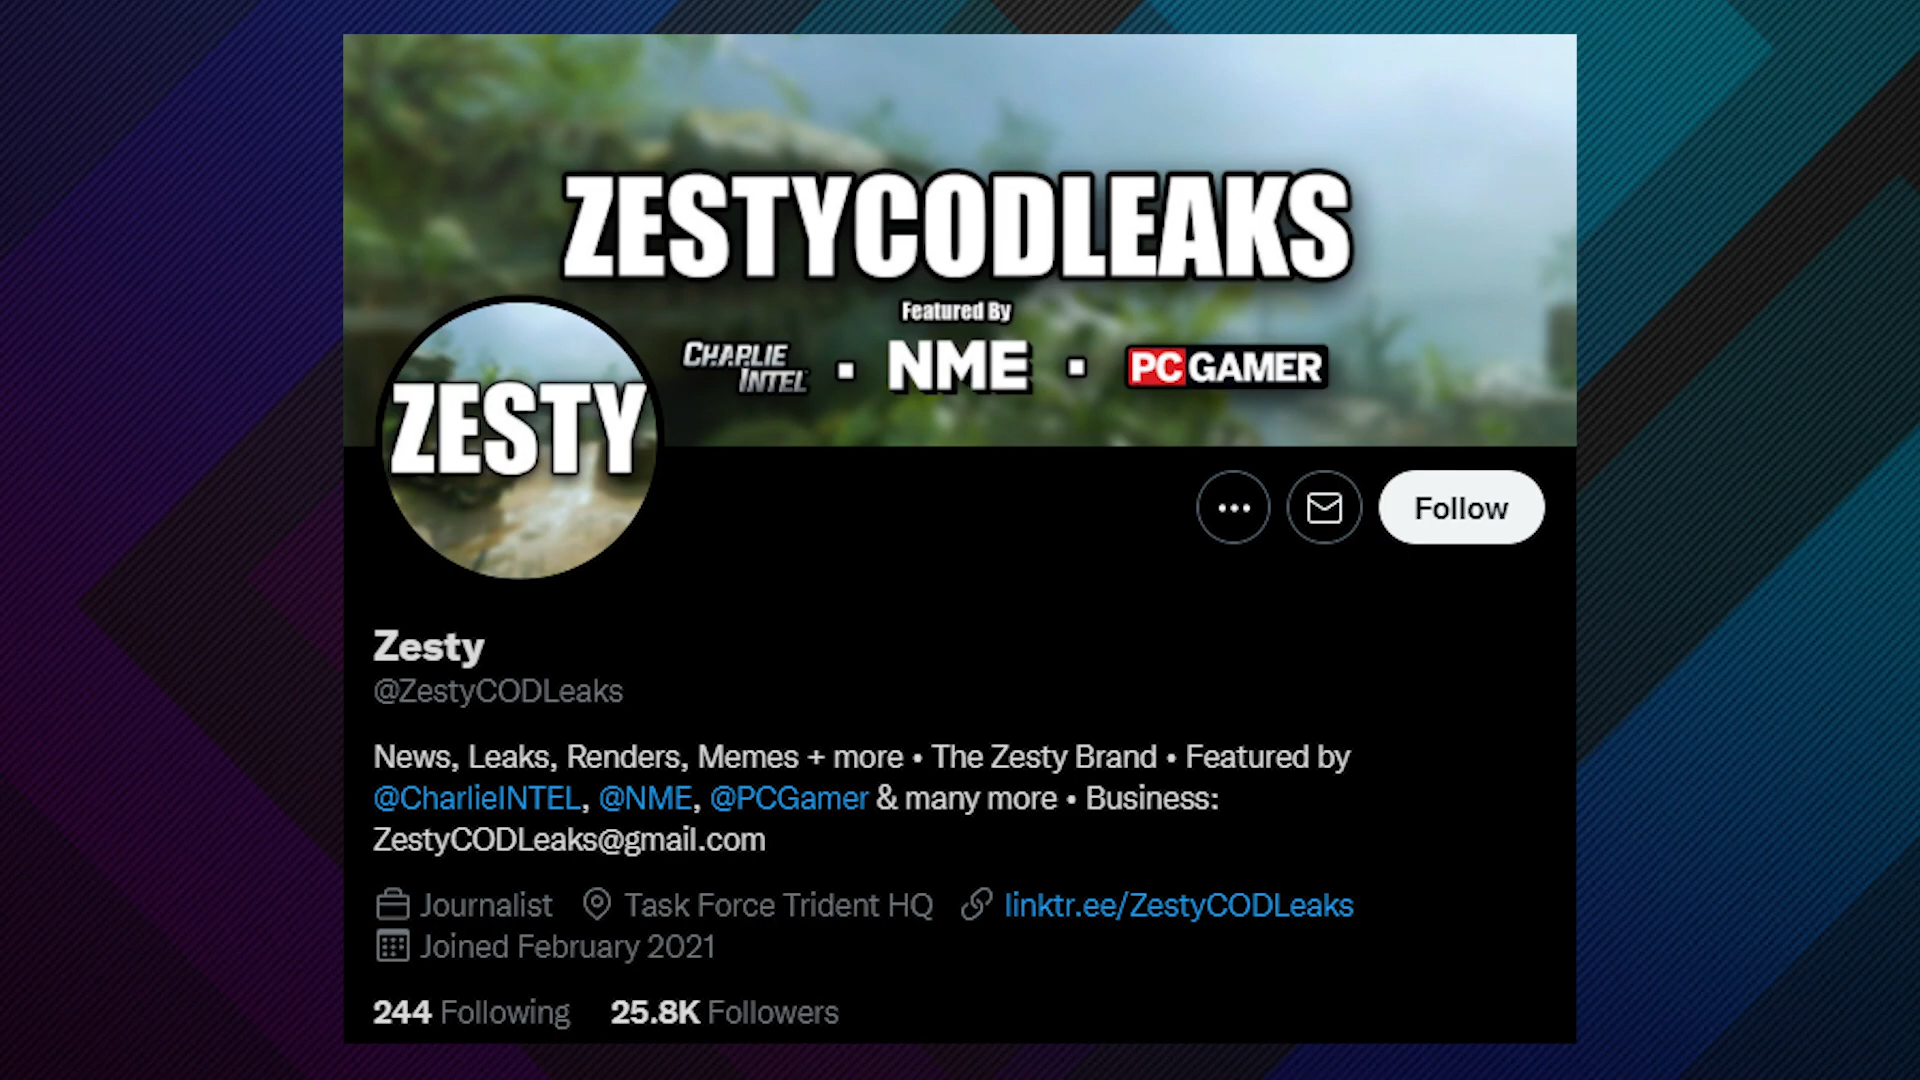 ZESTYCODLEAKS
Featured By
CHARLIE INTEL ▪ NME ▪ PC GAMER
ZESTY
Follow
Zesty
@ZestyCODLeaks
News, Leaks, Renders, Memes + more • The Zesty Brand • Featured by
@CharlieINTEL, @NME, @PCGamer & many more • Business:
ZestyCODLeaks@gmail.com
Journalist Task Force Trident HQ linktr.ee/ZestyCODLeaks
Joined February 2021
244 Following 25.8K Followers